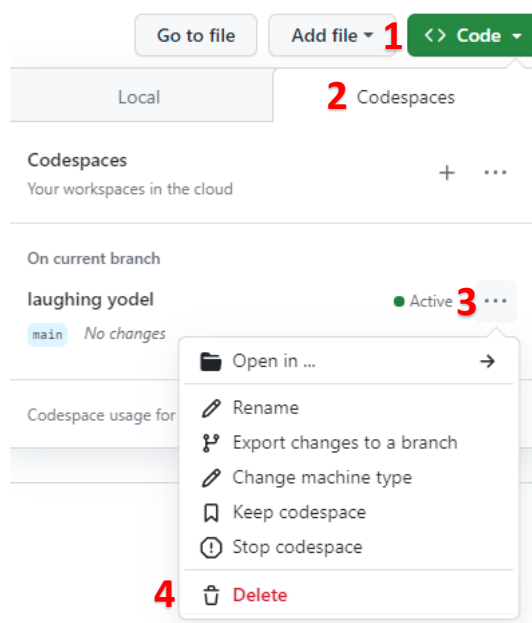 Go to file Add file 1 <> Code
Local 2 Codespaces
Codespaces
Your workspaces in the cloud
On current branch
laughing yodel Active 3 ...
main No changes
Open in ...
Codespace usage for
Rename
Export changes to a branch
Change machine type
Keep codespace
Stop codespace
4 Delete